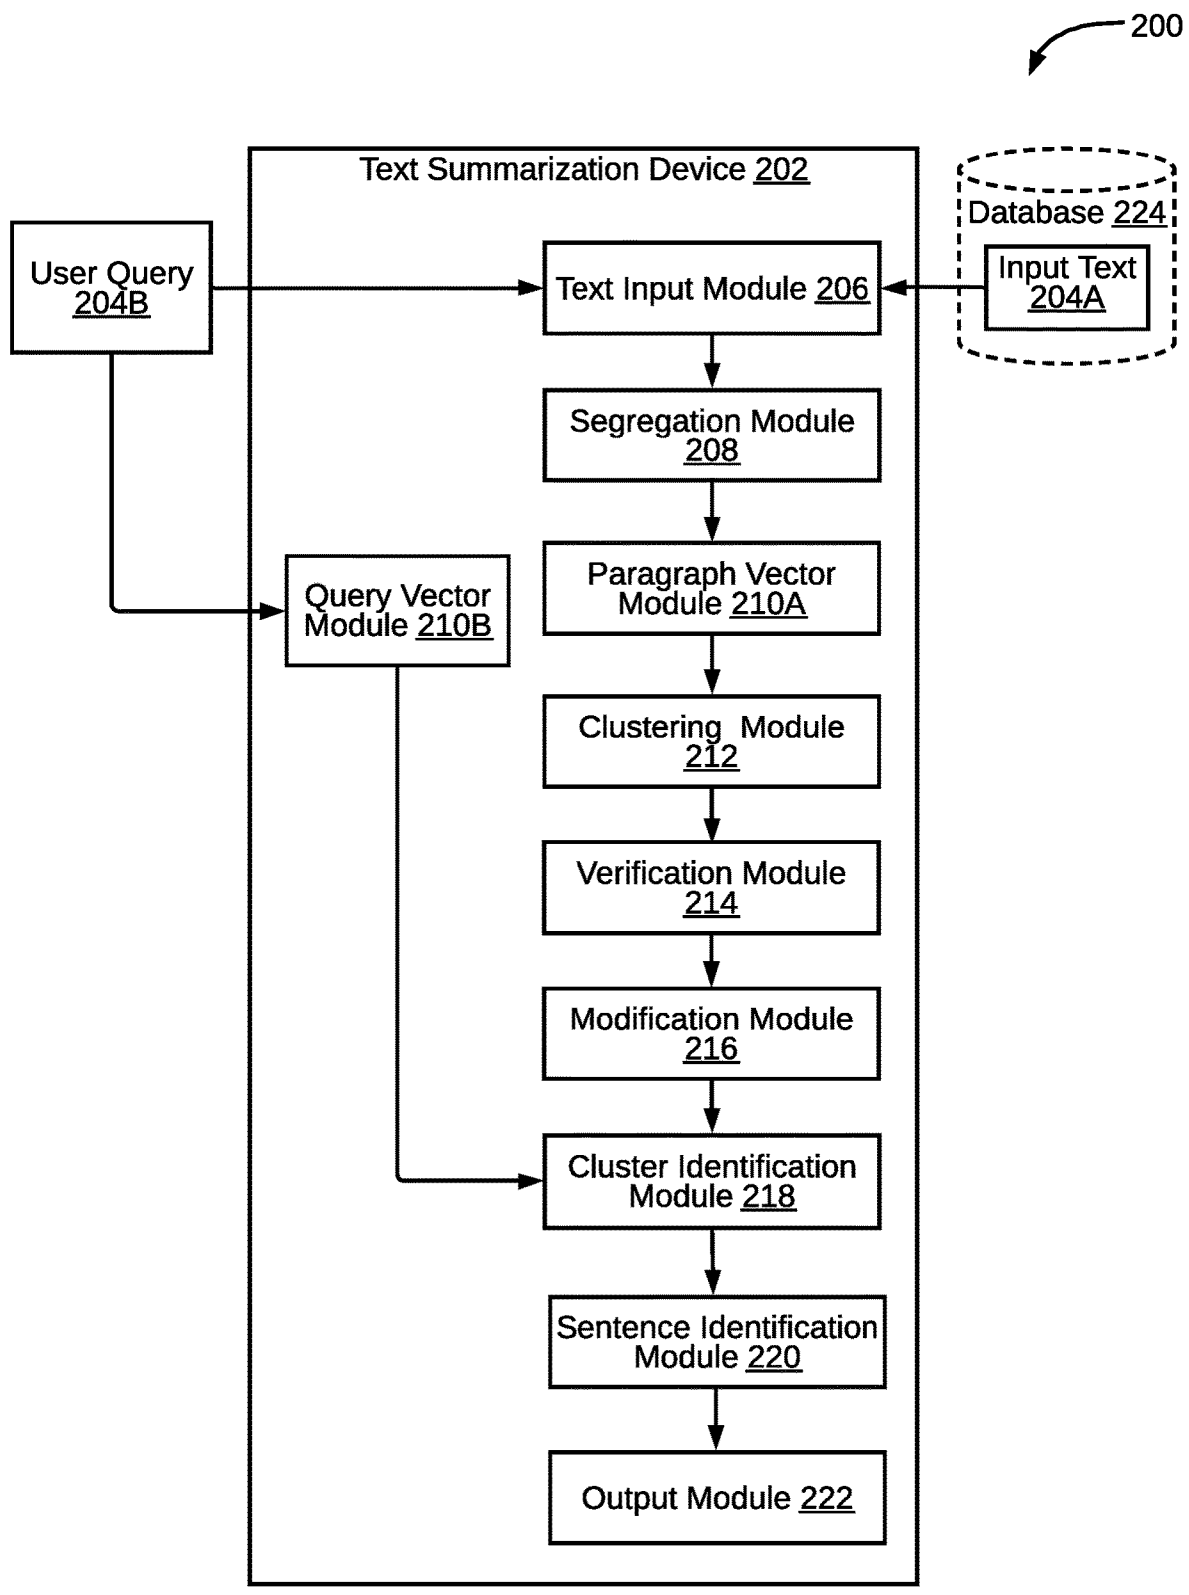 200
Text Summarization Device 202
Database 224
User Query
204B
Text Input Module 206
Input Text
204A
Segregation Module
208
Paragraph Vector
Module 210A
Query Vector
Module 210B
Clustering Module
212
Verification Module
214
Modification Module
216
Cluster Identification
Module 218
Sentence Identification
Module 220
Output Module 222